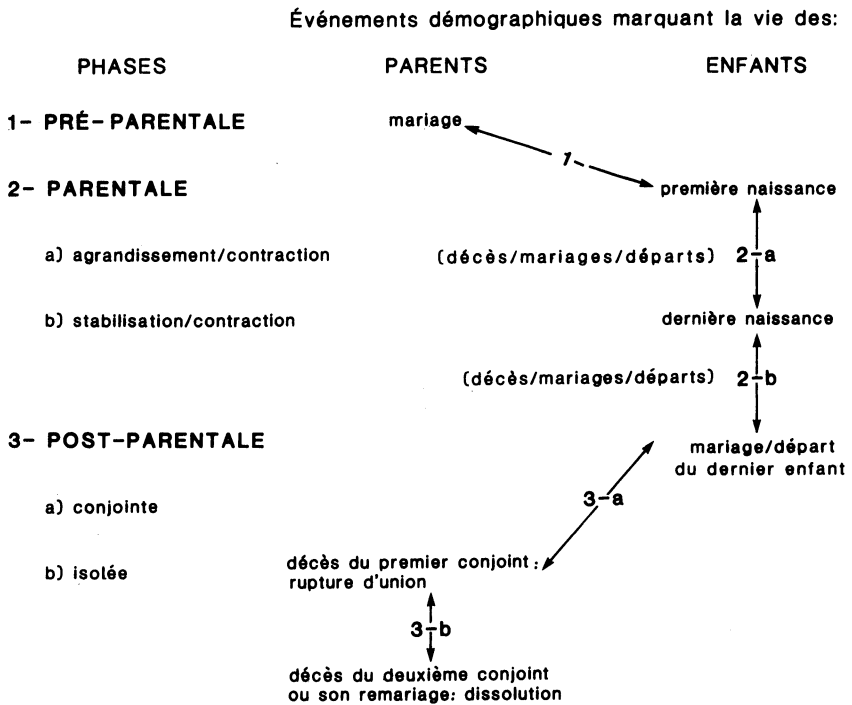 Événements démographiques marquant la vie des:
PHASES PARENTS ENFANTS
1- PRÉ-PARENTALE mariage
1-
2- PARENTALE première naissance
a) agrandissement/contraction (décès/mariages/départs) 2-a
b) stabilisation/contraction dernière naissance
(décès/mariages/départs) 2-b
3- POST-PARENTALE mariage/départ
du dernier enfant
a) conjointe 3-a
b) isolée décès du premier conjoint:
rupture d'union
3-b
décès du deuxième conjoint
ou son remariage: dissolution